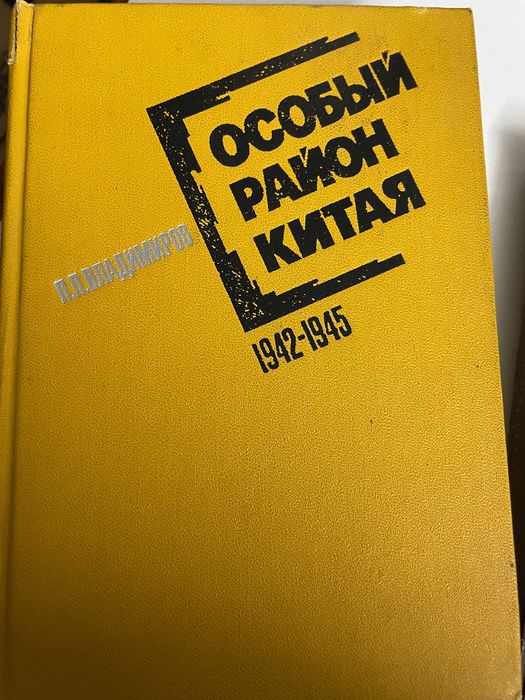 ОСОБЫЙ
РАЙОН
КИТАЯ
П.П.ВЛАДИМИРОВ
1942-1945